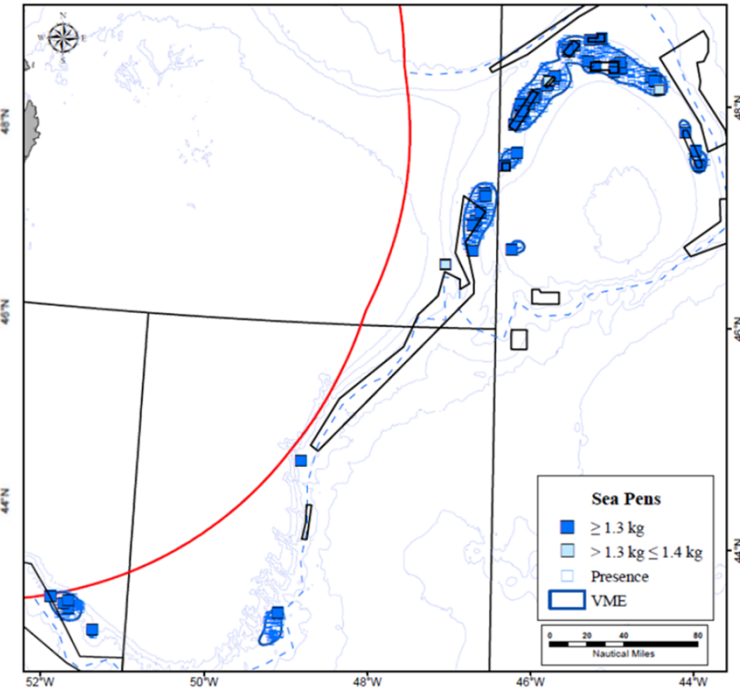 N
W E
S
48°N
48°N
46°N
46°N
44°N
44°N
Sea Pens
≥ 1.3 kg
> 1.3 kg ≤ 1.4 kg
Presence
VME
0 20 40 80
Nautical Miles
52°W 50°W 48°W 46°W 44°W